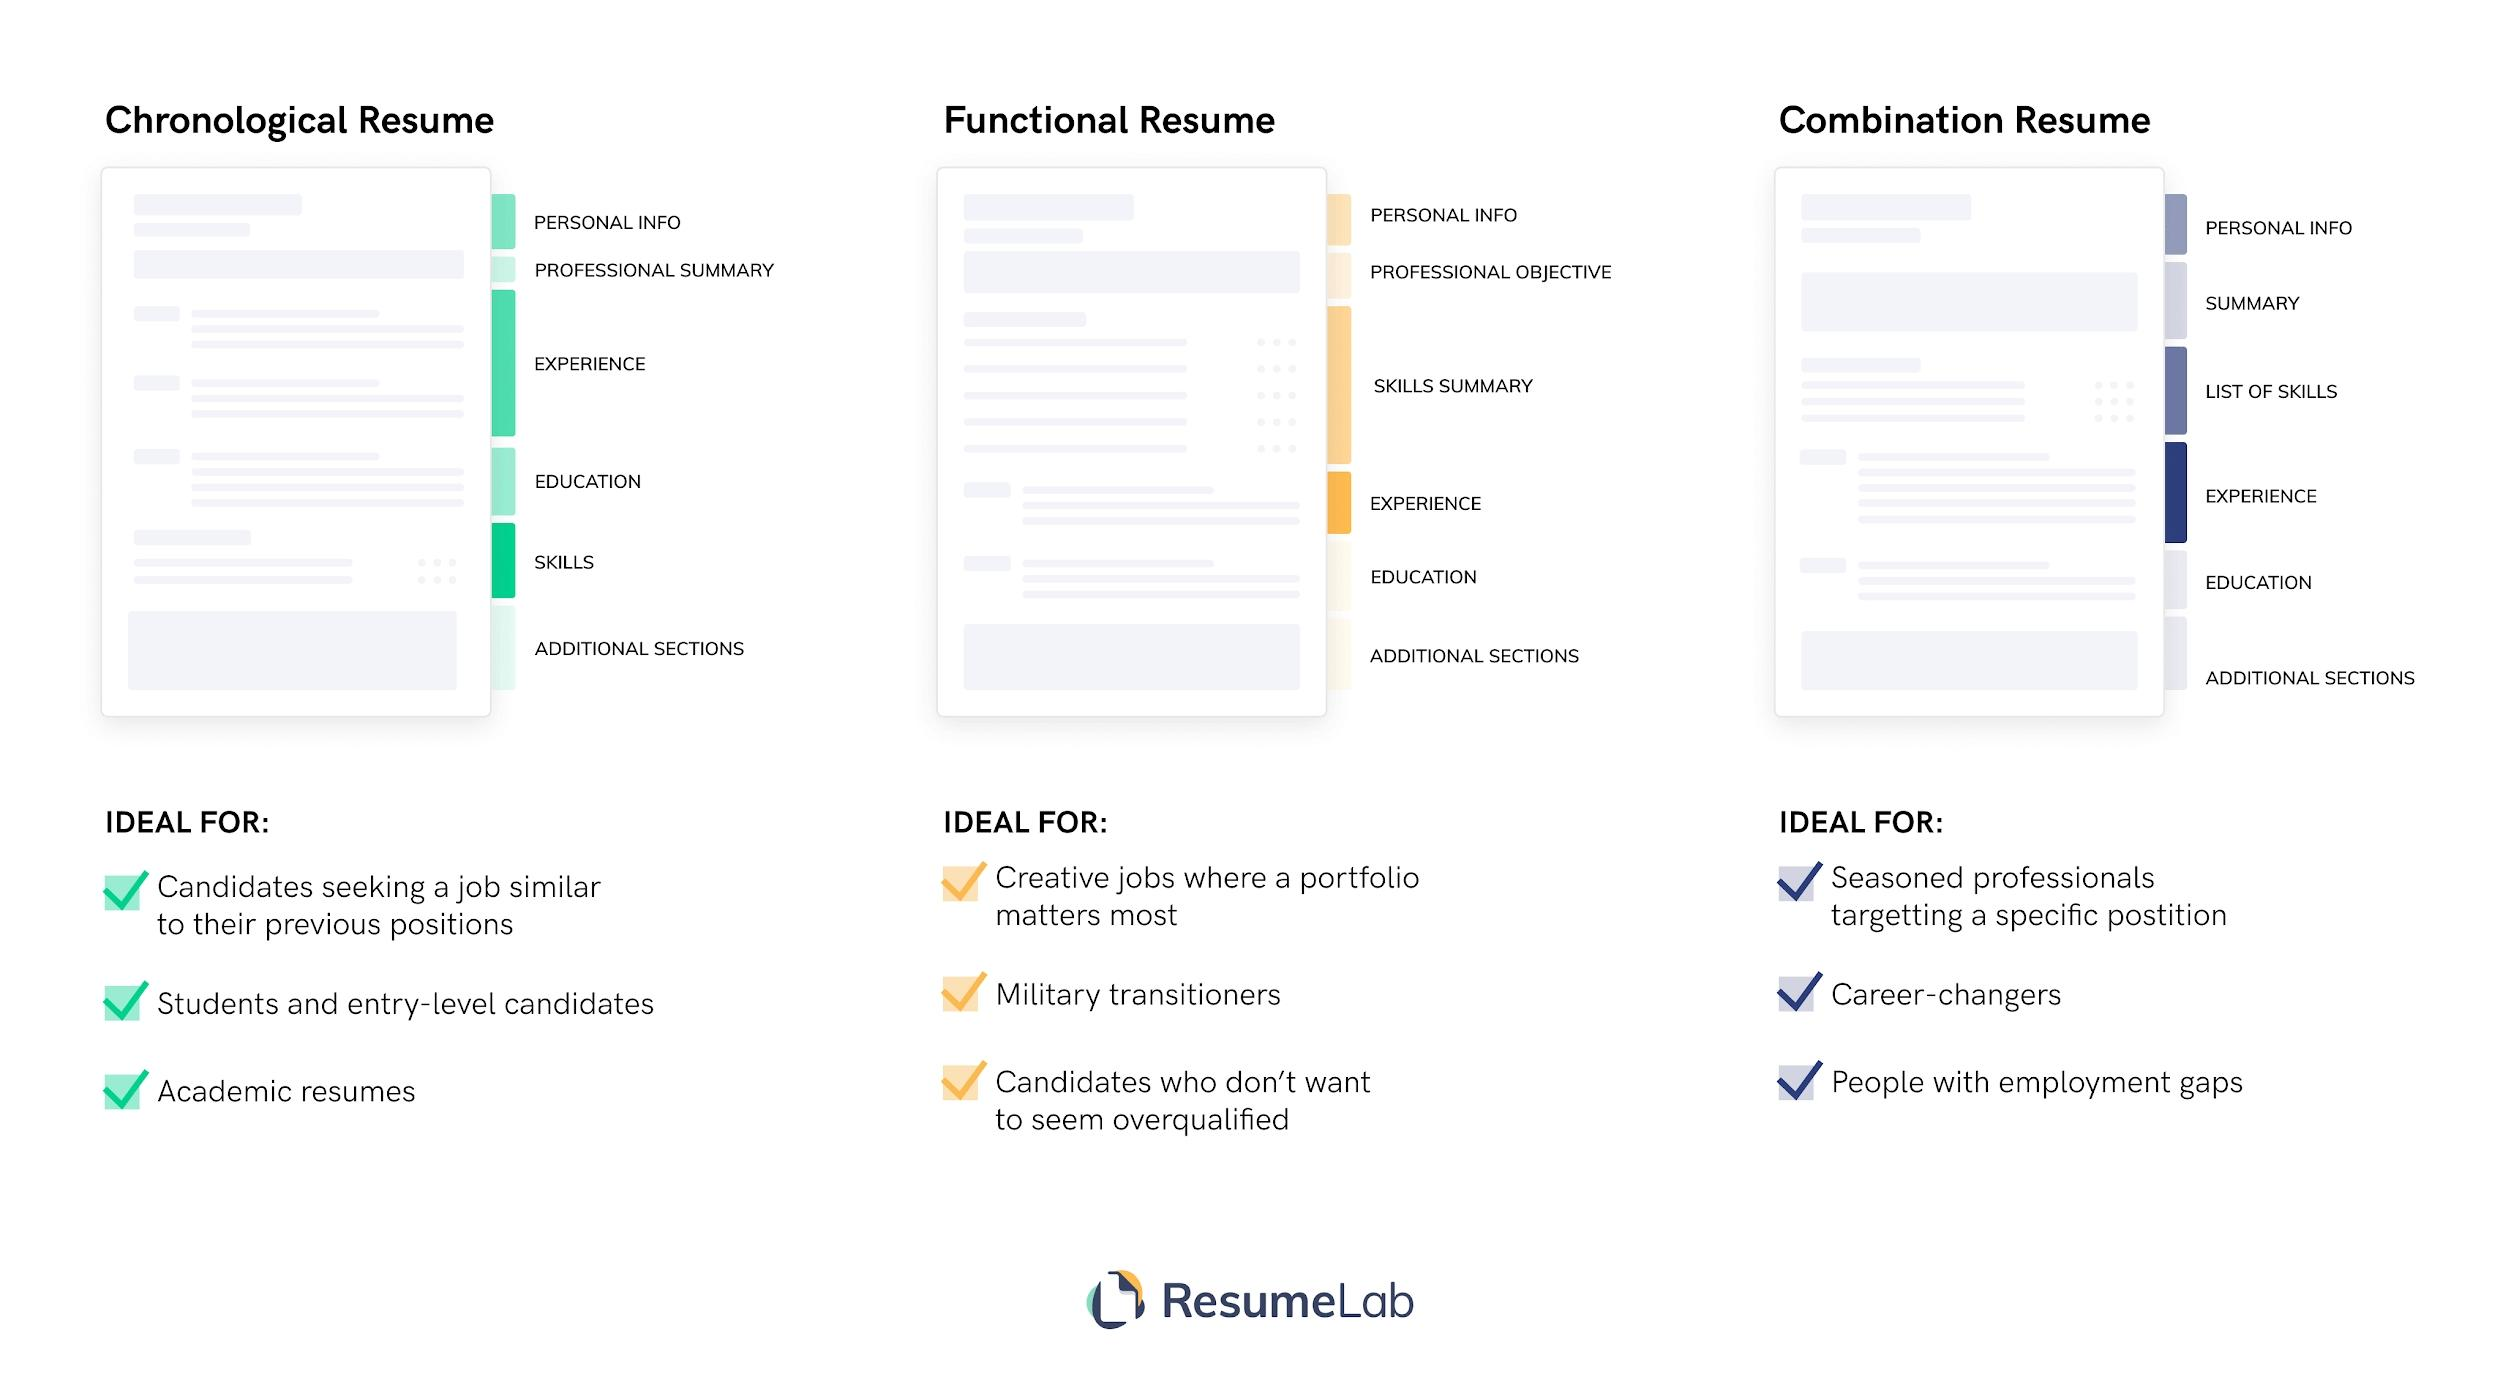 Chronological Resume
PERSONAL INFO
PROFESSIONAL SUMMARY
EXPERIENCE
EDUCATION
SKILLS
ADDITIONAL SECTIONS
IDEAL FOR:
Candidates seeking a job similar
to their previous positions
Students and entry-level candidates
Academic resumes
Functional Resume
PERSONAL INFO
PROFESSIONAL OBJECTIVE
SKILLS SUMMARY
EXPERIENCE
EDUCATION
ADDITIONAL SECTIONS
IDEAL FOR:
Creative jobs where a portfolio
matters most
Military transitioners
Candidates who don’t want
to seem overqualified
Combination Resume
PERSONAL INFO
SUMMARY
LIST OF SKILLS
EXPERIENCE
EDUCATION
ADDITIONAL SECTIONS
IDEAL FOR:
Seasoned professionals
targetting a specific postition
Career-changers
People with employment gaps
ResumeLab